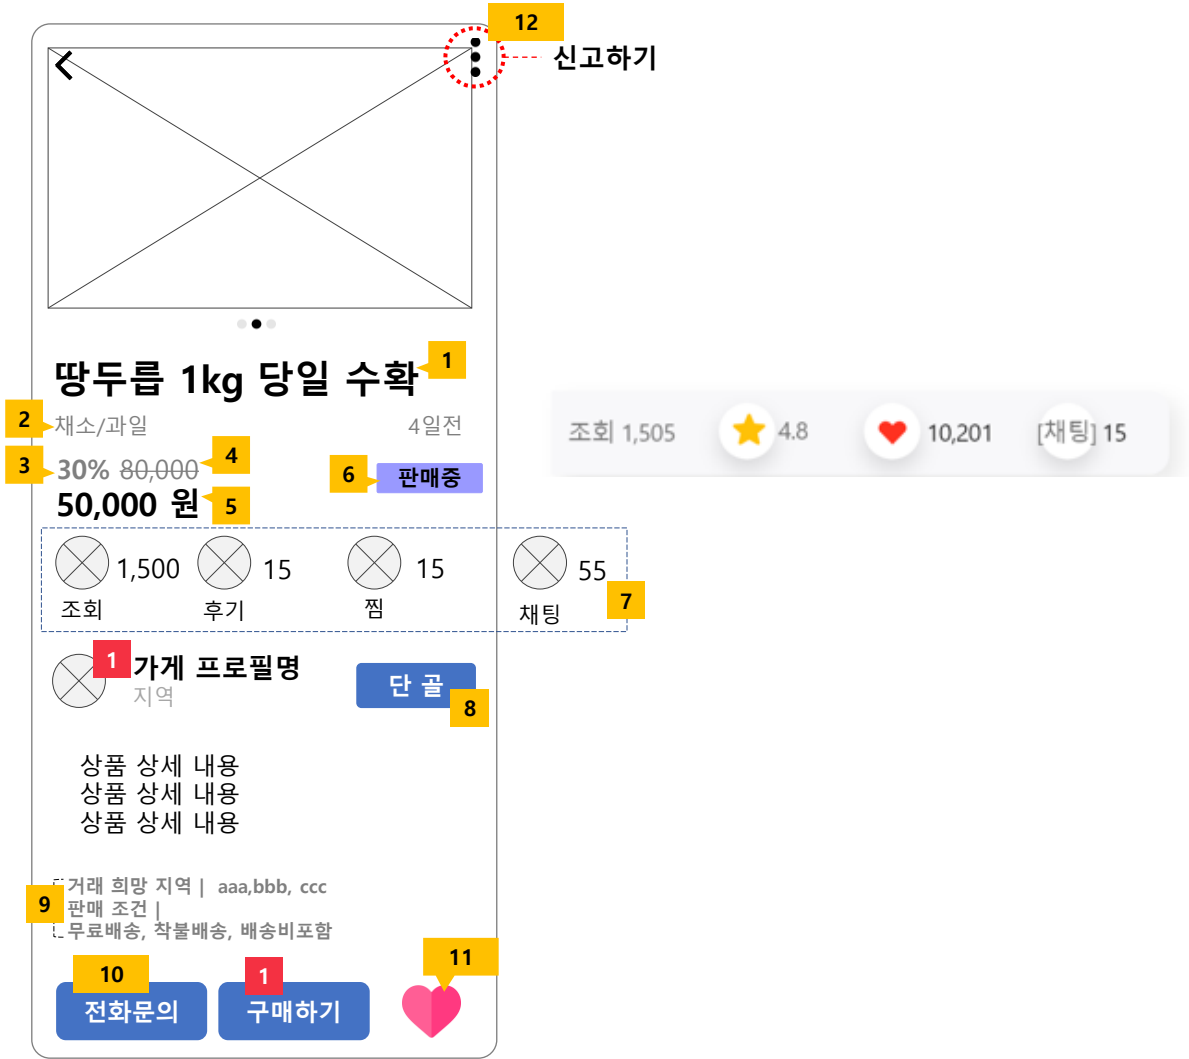 12
신고하기
땅두릅 1kg 당일 수확
1
2
채소/과일
4일전
3
30% 80,000
4
6
판매중
50,000 원
5
조회 1,505
4.8
10,201
[채팅] 15
1,500
15
15
55
조회
후기
찜
채팅
7
1
가게 프로필명
지역
단 골
8
상품 상세 내용
상품 상세 내용
상품 상세 내용
거래 희망 지역 | aaa,bbb, ccc
9
판매 조건 |
무료배송, 착불배송, 배송비포함
10
1
11
전화문의
구매하기